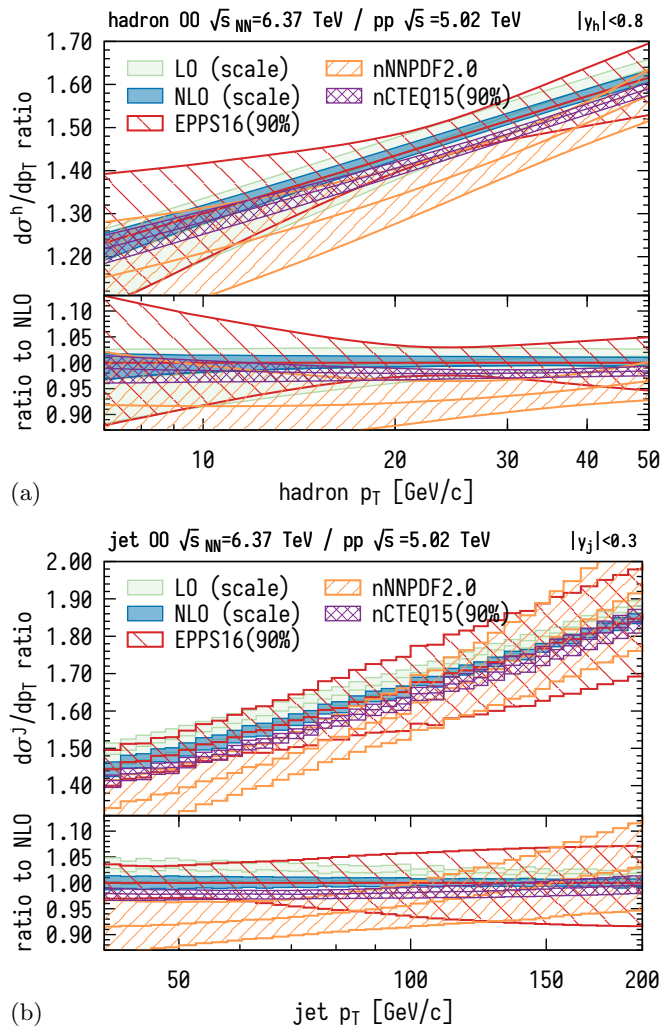 hadron OO √s NN=6.37 TeV / pp √s =5.02 TeV |yh|<0.8
1.70
1.60
1.50
1.40
1.30
1.20
dσh/dpT ratio
LO (scale)
NLO (scale)
EPPS16(90%)
nNNPDF2.0
nCTEQ15(90%)
1.10
1.05
1.00
0.95
0.90
ratio to NLO
10 20 30 40 50
(a) hadron pT [GeV/c]
jet OO √s NN=6.37 TeV / pp √s =5.02 TeV |yj|<0.3
2.00
1.90
1.80
1.70
1.60
1.50
1.40
dσJ/dpT ratio
LO (scale)
NLO (scale)
EPPS16(90%)
nNNPDF2.0
nCTEQ15(90%)
1.10
1.05
1.00
0.95
0.90
ratio to NLO
50 100 150 200
(b) jet pT [GeV/c]